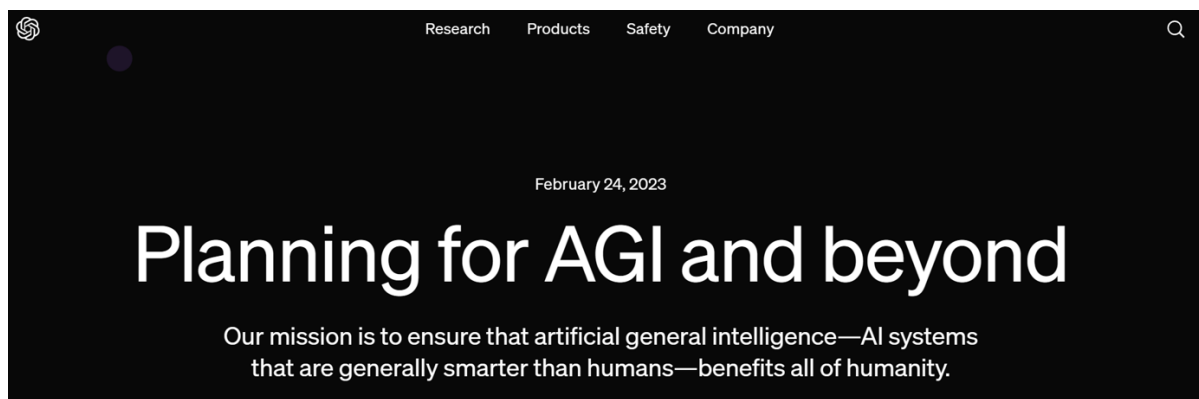 Research Products Safety Company
February 24, 2023
Planning for AGI and beyond
Our mission is to ensure that artificial general intelligence—AI systems
that are generally smarter than humans—benefits all of humanity.